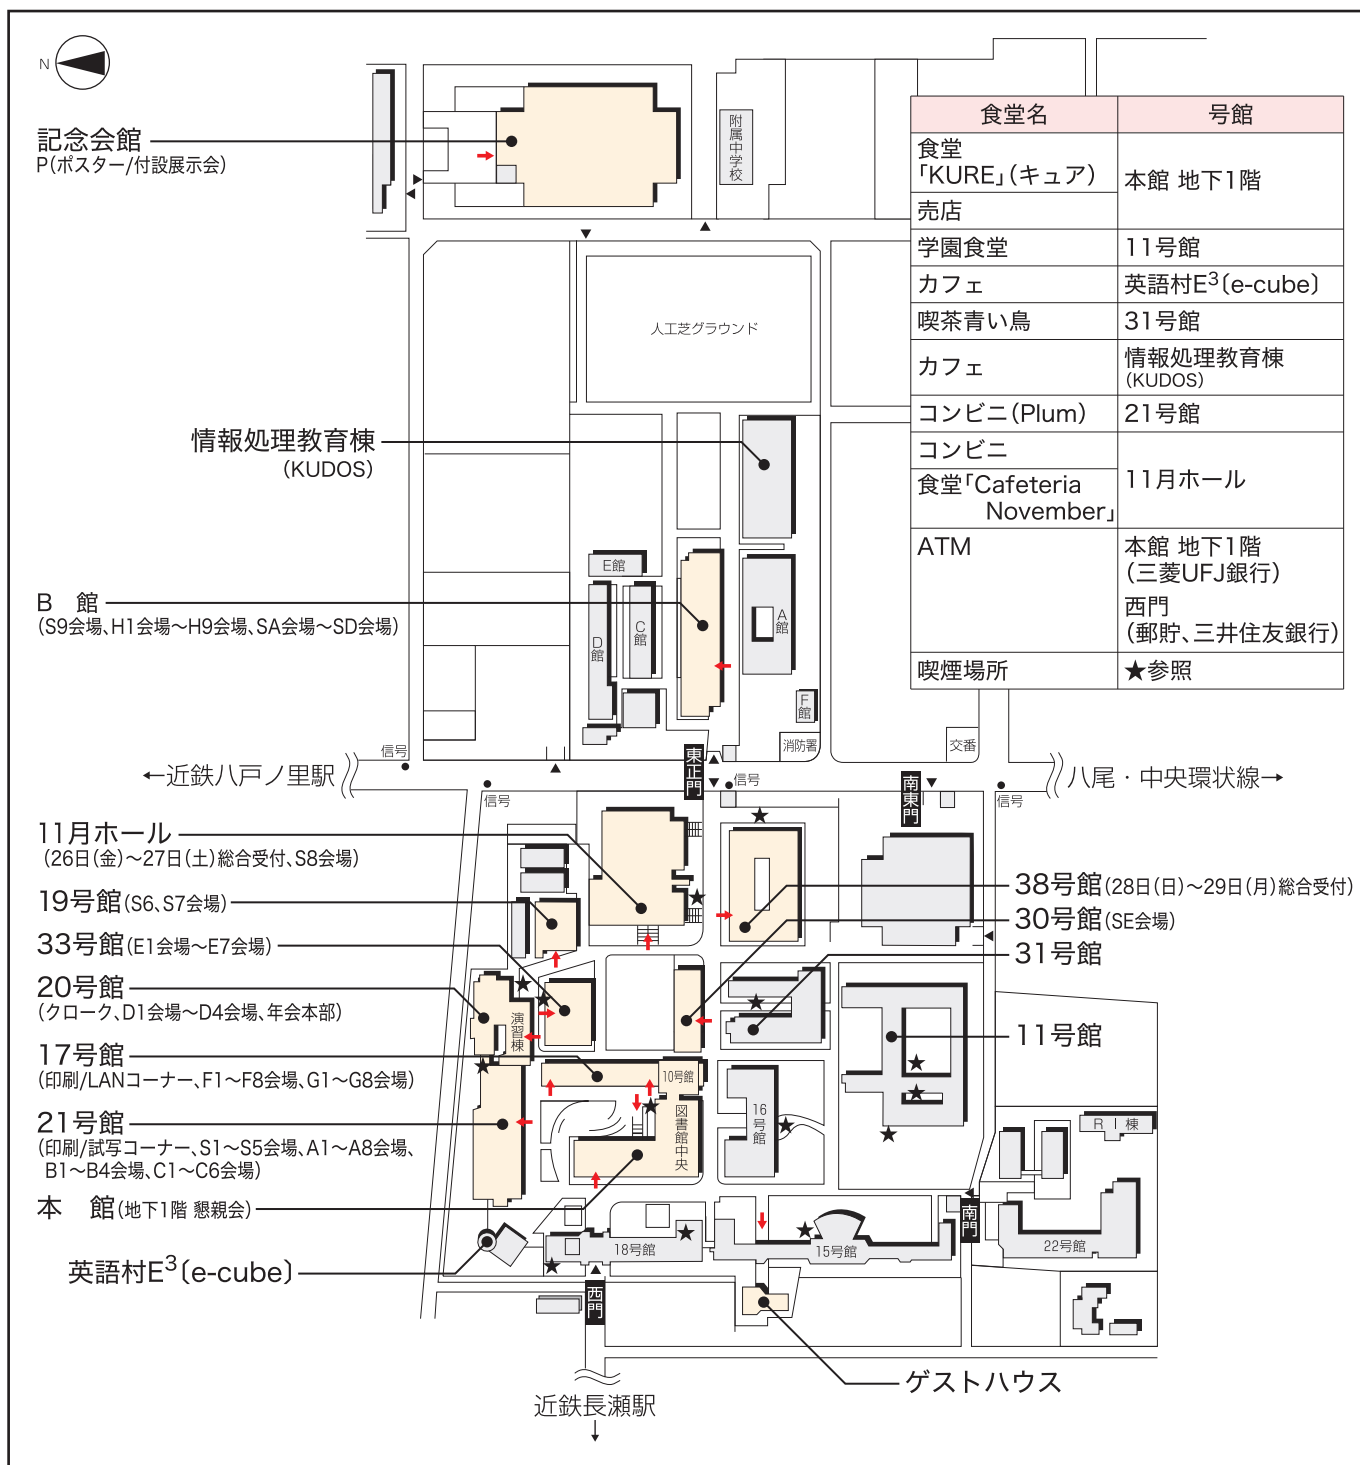 N
記念会館
P(ポスター/付設展示会)
附属中学校
食堂名
号館
食堂
「KURE」(キュア)
本館 地下1階
売店
学園食堂
11号館
カフェ
英語村E³〔e-cube〕
喫茶青い鳥
31号館
カフェ
情報処理教育棟
(KUDOS)
コンビニ(Plum)
21号館
コンビニ
食堂「Cafeteria
November」
11月ホール
ATM
本館 地下1階
(三菱UFJ銀行)
西門
(郵貯、三井住友銀行)
喫煙場所
★参照
人工芝グラウンド
情報処理教育棟
(KUDOS)
E館
B 館
(S9会場、H1会場〜H9会場、SA会場〜SD会場)
D館
C館
A館
F館
消防署
交番
信号
←近鉄八戸ノ里駅
東正門
信号
信号
南東門
信号
八尾・中央環状線→
11月ホール
(26日(金)〜27日(土)総合受付、S8会場)
19号館(S6、S7会場)
33号館(E1会場〜E7会場)
20号館
(クローク、D1会場〜D4会場、年会本部)
演習棟
17号館
(印刷/LANコーナー、F1〜F8会場、G1〜G8会場)
21号館
(印刷/試写コーナー、S1〜S5会場、A1〜A8会場、
B1〜B4会場、C1〜C6会場)
本 館(地下1階 懇親会)
英語村E³〔e-cube〕
38号館(28日(日)〜29日(月)総合受付)
30号館(SE会場)
31号館
11号館
10号館
図書館中央
16号館
RI棟
18号館
15号館
南門
22号館
西門
ゲストハウス
近鉄長瀬駅
↓